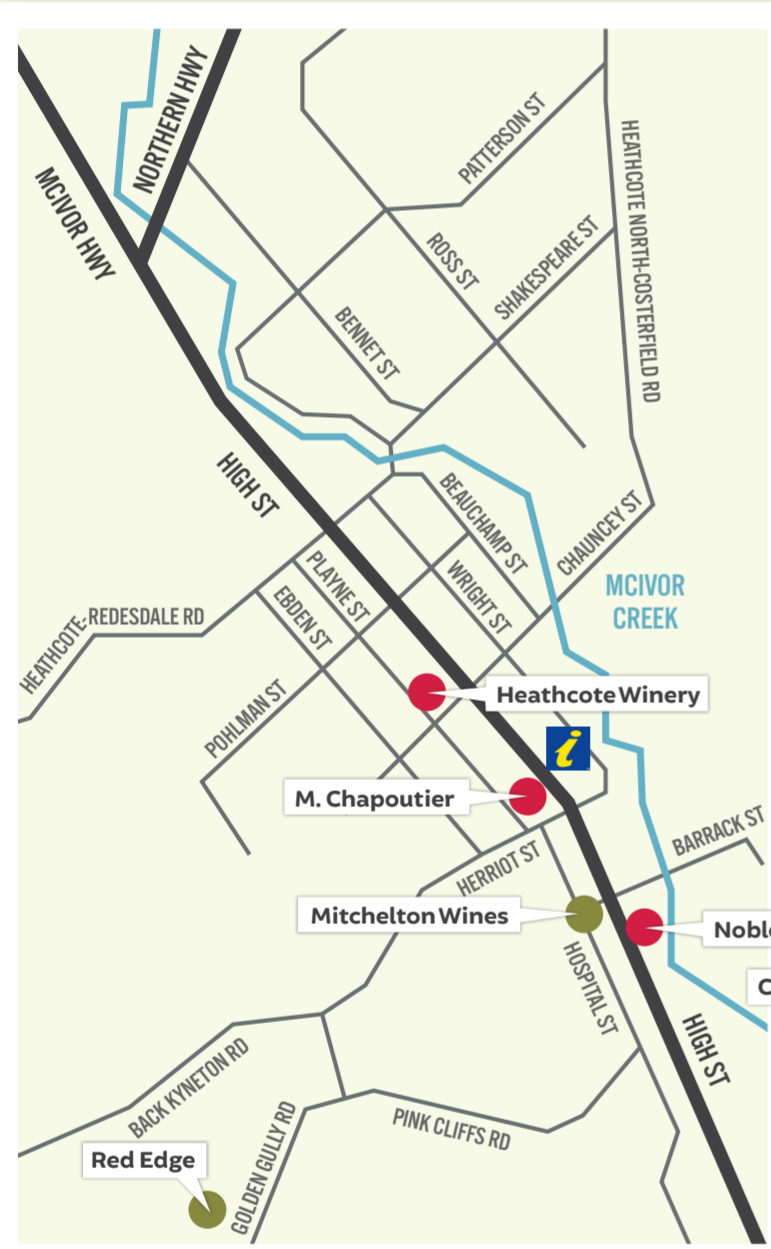 NORTHERN HWY
MCIVOR HWY
PATTERSON ST
HEATHCOTE NORTH-COSTERFIELD RD
ROSS ST
SHAKESPEARE ST
BENNET ST
HIGH ST
BEAUCHAMP ST
CHAUNCEY ST
PLAYNE ST
WRIGHT ST
EBDEN ST
MCIVOR
CREEK
HEATHCOTE-REDESDALE RD
Heathcote Winery
POHLMAN ST
i
M. Chapoutier
BARRACK ST
HERRIOT ST
Mitchelton Wines
Noble
HOSPITAL ST
C
HIGH ST
BACK KYNETON RD
PINK CLIFFS RD
GOLDEN GULLY RD
Red Edge